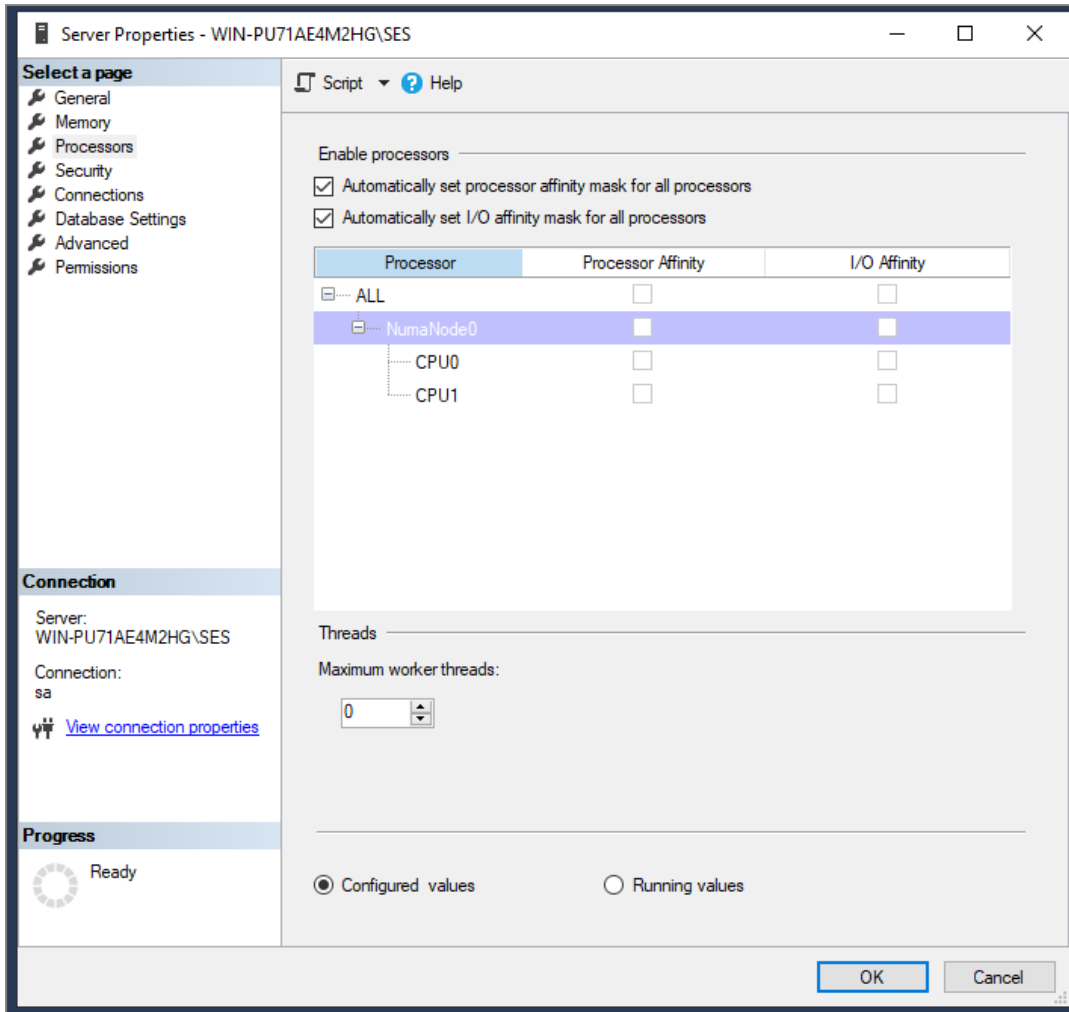 Server Properties - WIN-PU71AE4M2HG\SES
Select a page
General
Memory
Processors
Security
Connections
Database Settings
Advanced
Permissions
Script
Help
Enable processors
Automatically set processor affinity mask for all processors
Automatically set I/O affinity mask for all processors
Processor Processor Affinity I/O Affinity
ALL
NumaNode0
CPU0
CPU1
Connection
Server:
WIN-PU71AE4M2HG\SES
Connection:
sa
View connection properties
Threads
Maximum worker threads:
0
Progress
Ready
Configured values Running values
OK Cancel